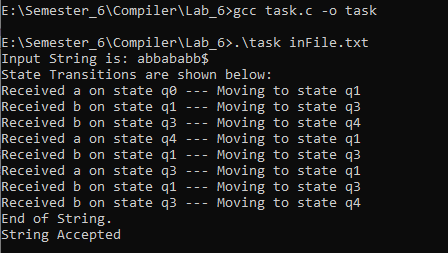 E:\Semester_6\Compiler\Lab_6>gcc task.c -o task
E:\Semester_6\Compiler\Lab_6>.\task inFile.txt
Input String is: abbababb$
State Transitions are shown below:
Received a on state q0 --- Moving to state q1
Received b on state q1 --- Moving to state q3
Received b on state q3 --- Moving to state q4
Received a on state q4 --- Moving to state q1
Received b on state q1 --- Moving to state q3
Received a on state q3 --- Moving to state q1
Received b on state q1 --- Moving to state q3
Received b on state q3 --- Moving to state q4
End of String.
String Accepted